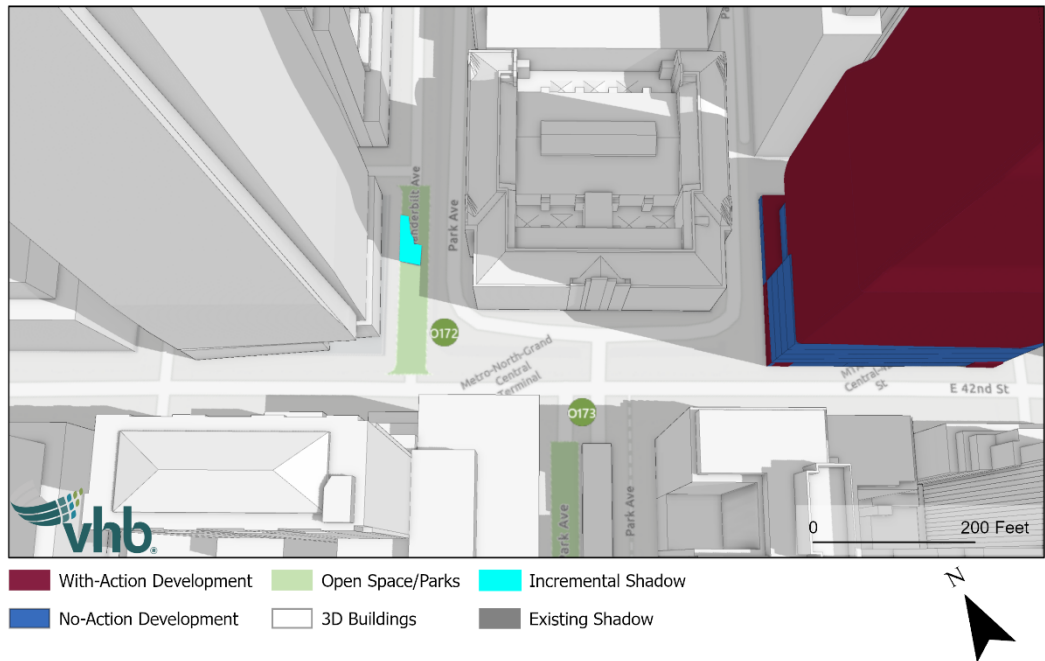 Vanderbilt Ave
Park Ave
O172
Metro-North-Grand
Central
Terminal
E 42nd St
O173
Park Ave
Park Ave
vhb®
0 200 Feet
With-Action Development Open Space/Parks Incremental Shadow
No-Action Development 3D Buildings Existing Shadow
N